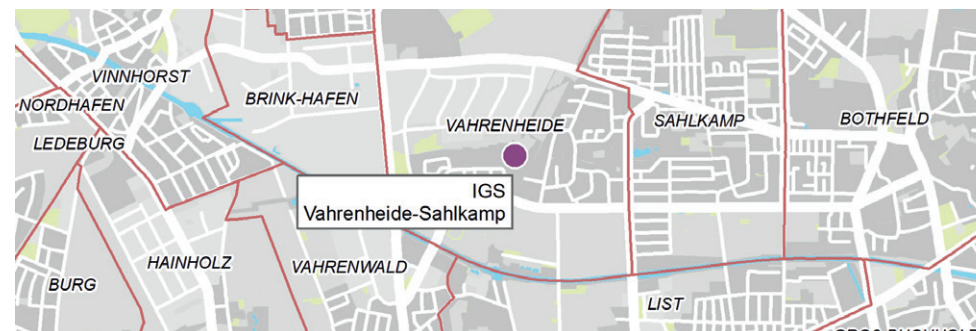 VINNHORST
NORDHAFEN
BRINK-HAFEN
LEDEBURG
VAHRENHEIDE
SAHLKAMP
BOTHFELD
IGS
Vahrenheide-Sahlkamp
BURG
HAINHOLZ
VAHRENWALD
LIST